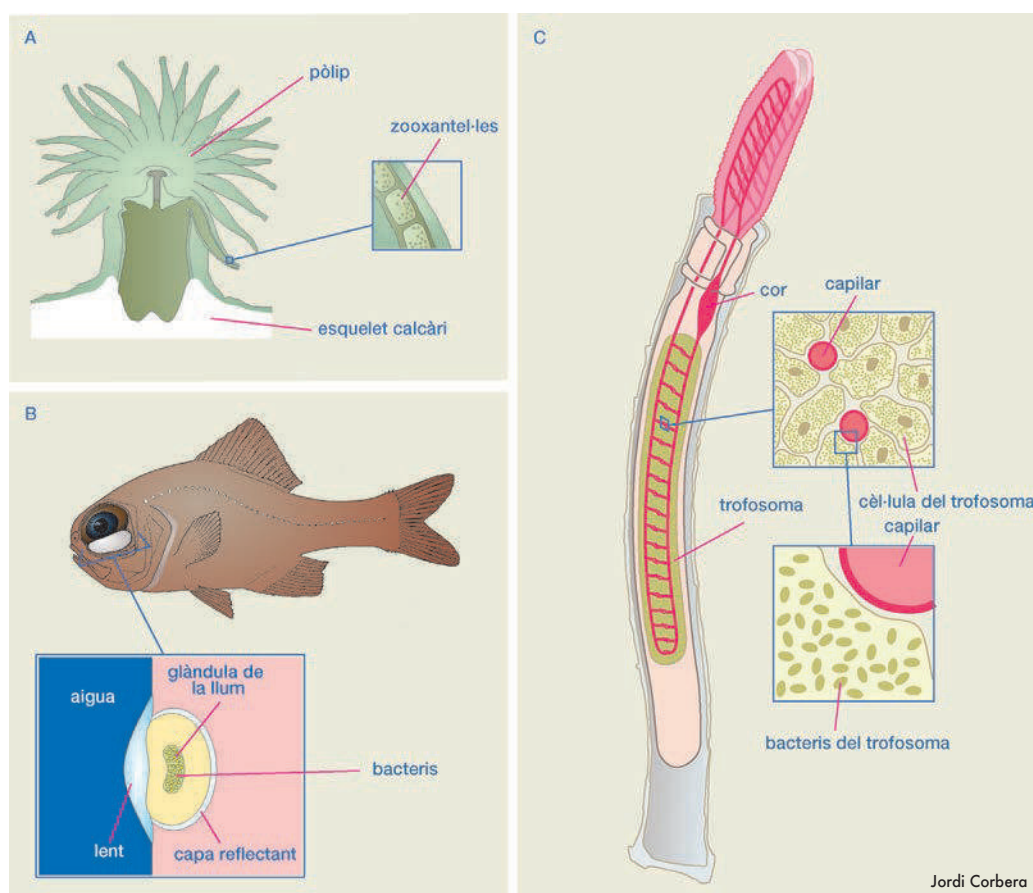 A
pòlip
zooxantel·les
esquelet calcàri
B
glàndula de
la llum
aigua
bacteris
lent
capa reflectant
C
cor
capilar
trofosoma
cèl·lula del trofosoma
capilar
bacteris del trofosoma
Jordi Corbera